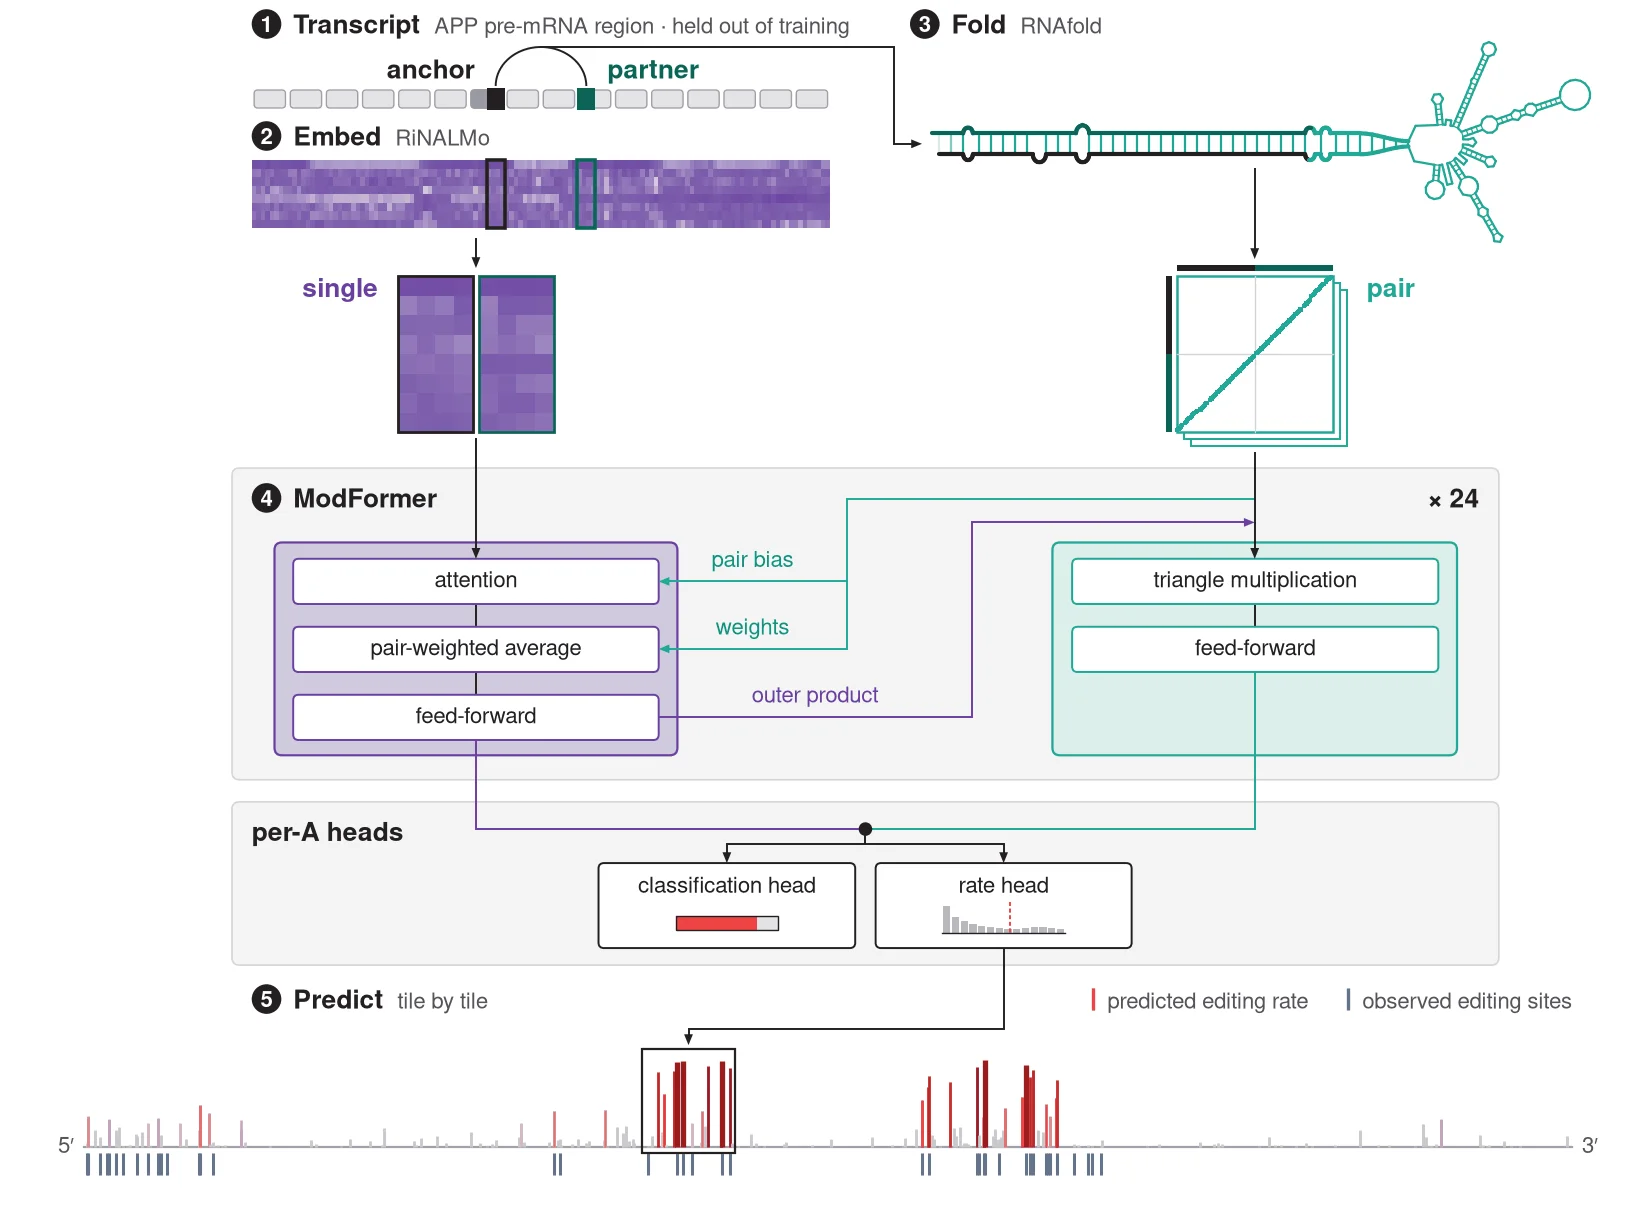 1 Transcript APP pre-mRNA region · held out of training
3 Fold RNAfold
anchor
partner
2 Embed RiNALMo
single
pair
4 ModFormer
× 24
attention
pair bias
triangle multiplication
weights
pair-weighted average
feed-forward
outer product
feed-forward
per-A heads
classification head
rate head
5 Predict tile by tile
predicted editing rate
observed editing sites
5′
3′